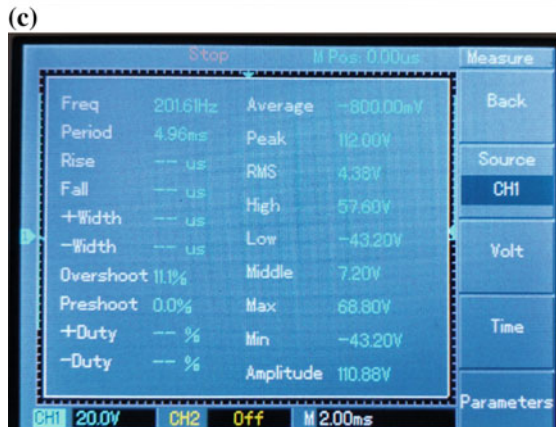 (c)
Stop M Pos: 0.00us Measure
Freq 201.61Hz Average -800.00mV
Back
Period 4.96ms Peak 112.00V
Rise -- us RMS 4.38V
Source
Fall -- us High 57.60V
CH1
+Width -- us
-Width -- us Low -43.20V
Volt
Overshoot 11.1% Middle 7.20V
Preshoot 0.0% Max 68.80V
+Duty -- % Min -43.20V
Time
-Duty -- % Amplitude 110.88V
Parameters
CH1 20.0V CH2 Off M 2.00ms